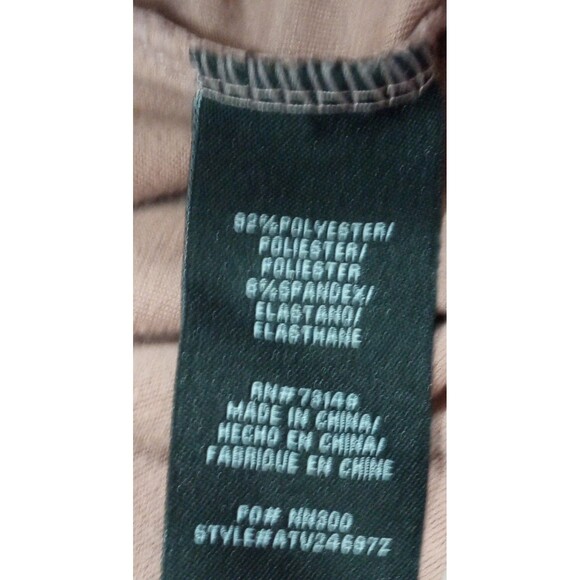 92%POLYESTER/
POLIESTER/
POLIESTER
8%SPANDEX/
ELASTANO/
ELASTHANE
RN#73149
MADE IN CHINA/
HECHO EN CHINA/
FABRIQUE EN CHINE
PO# NN300
STYLE#ATV24697Z